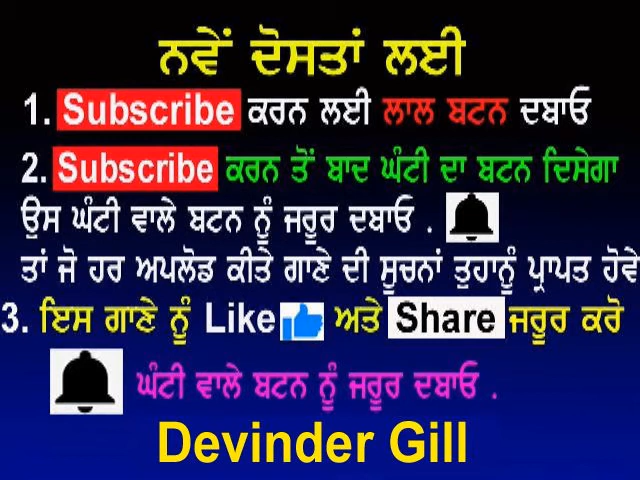 ਨਵੇਂ ਦੋਸਤਾਂ ਲਈ
1. Subscribe ਕਰਨ ਲਈ ਲਾਲ ਬਟਨ ਦਬਾਓ
2. Subscribe ਕਰਨ ਤੋਂ ਬਾਦ ਘੰਟੀ ਦਾ ਬਟਨ ਦਿਸੇਗਾ
ਉਸ ਘੰਟੀ ਵਾਲੇ ਬਟਨ ਨੂੰ ਜਰੂਰ ਦਬਾਓ .
ਤਾਂ ਜੋ ਹਰ ਅਪਲੋਡ ਕੀਤੇ ਗਾਣੇ ਦੀ ਸੂਚਨਾਂ ਤੁਹਾਨੂੰ ਪ੍ਰਾਪਤ ਹੋਵੇ
3. ਇਸ ਗਾਣੇ ਨੂੰ Like ਅਤੇ Share ਜਰੂਰ ਕਰੋ
ਘੰਟੀ ਵਾਲੇ ਬਟਨ ਨੂੰ ਜਰੂਰ ਦਬਾਓ .
Devinder Gill